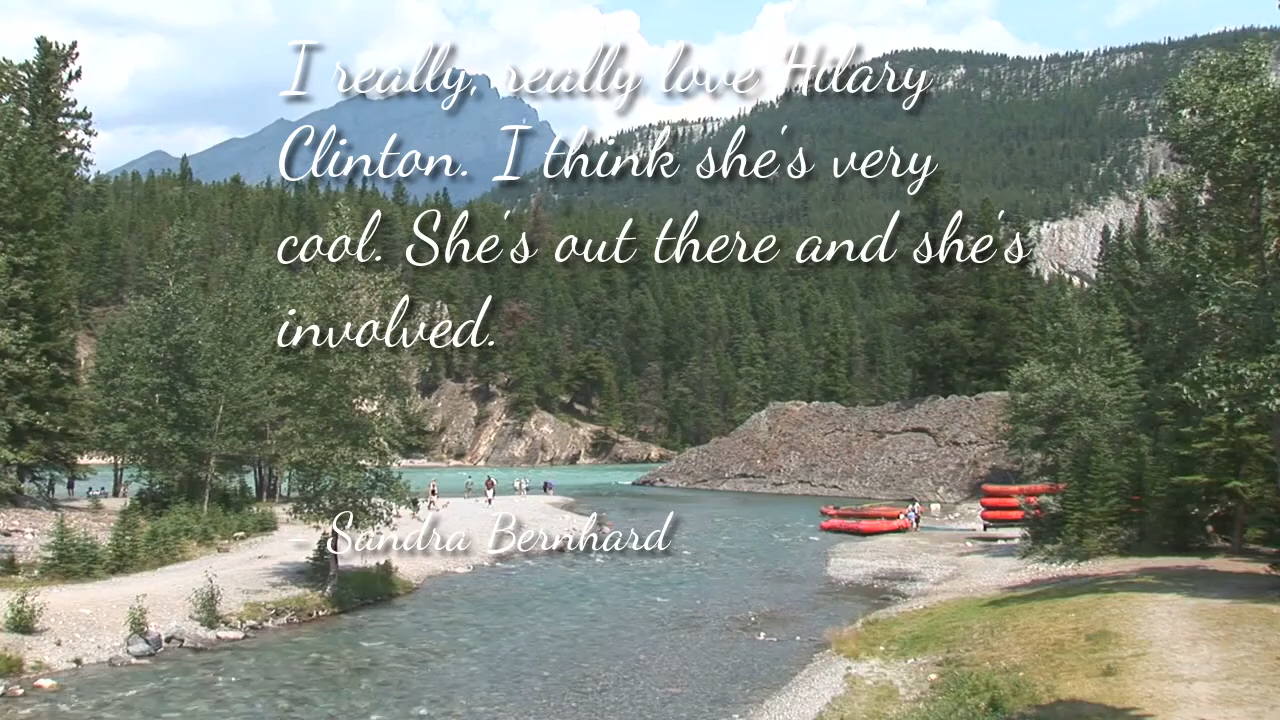 I really, really love Hilary
Clinton. I think she's very
cool. She's out there and she's
involved.
- Sandra Bernhard